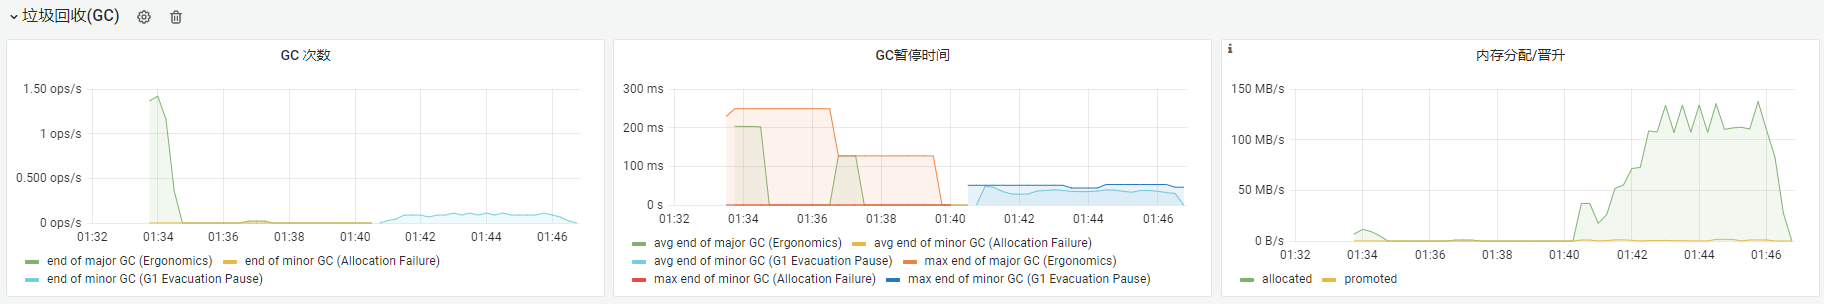 垃圾回收(GC)
GC 次数
1.50 ops/s
1 ops/s
0.500 ops/s
0 ops/s
01:32 01:34 01:36 01:38 01:40 01:42 01:44 01:46
end of major GC (Ergonomics) end of minor GC (Allocation Failure)
end of minor GC (G1 Evacuation Pause)
GC暂停时间
300 ms
200 ms
100 ms
0 s
01:32 01:34 01:36 01:38 01:40 01:42 01:44 01:46
avg end of major GC (Ergonomics) avg end of minor GC (Allocation Failure)
avg end of minor GC (G1 Evacuation Pause) max end of major GC (Ergonomics)
max end of minor GC (Allocation Failure) max end of minor GC (G1 Evacuation Pause)
i
内存分配/晋升
150 MB/s
100 MB/s
50 MB/s
0 B/s
01:32 01:34 01:36 01:38 01:40 01:42 01:44 01:46
allocated promoted